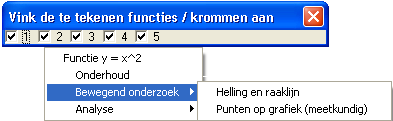 Vink de te tekenen functies / krommen aan
1 2 3 4 5
Functie y = x^2
Onderhoud
Bewegend onderzoek
Helling en raaklijn
Analyse
Punten op grafiek (meetkundig)